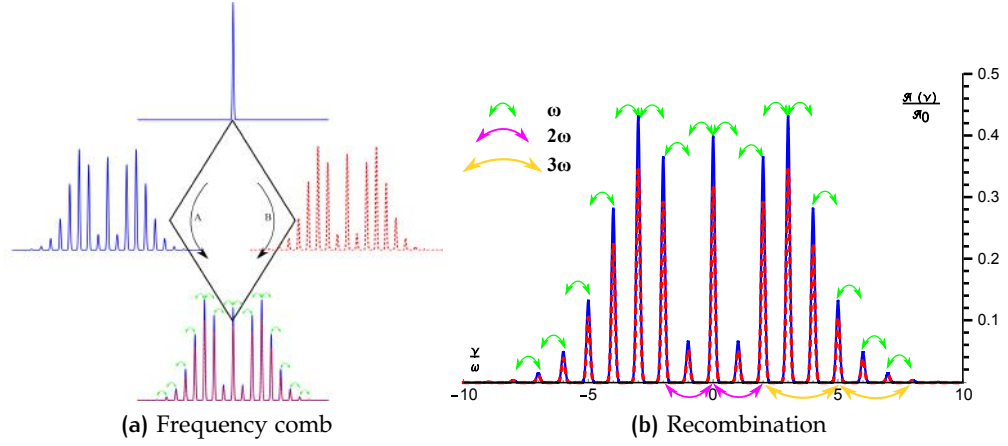 A
B
(a) Frequency comb
ω
2ω
3ω
𝒜 (ν)
𝒜0
0.5
0.4
0.3
0.2
0.1
ν
ω
-10
-5
0
5
10
(b) Recombination